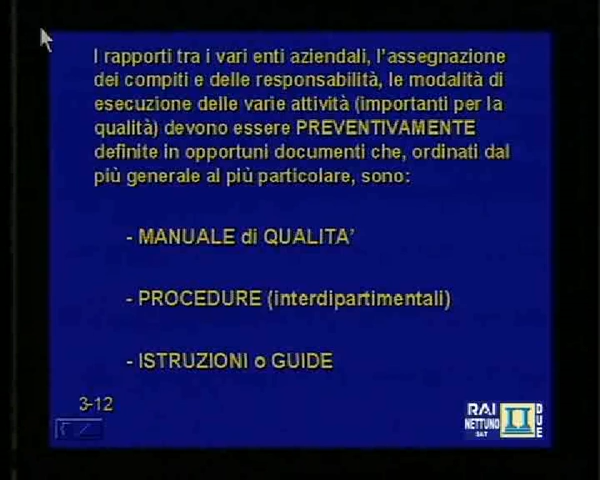 I rapporti tra i vari enti aziendali, l'assegnazione
dei compiti e delle responsabilità, le modalità di
esecuzione delle varie attività (importanti per la
qualità) devono essere PREVENTIVAMENTE
definite in opportuni documenti che, ordinati dal
più generale al più particolare, sono:
- MANUALE di QUALITA'
- PROCEDURE (interdipartimentali)
- ISTRUZIONI o GUIDE
3-12
RAI
NETTUNO
SAT
DUE